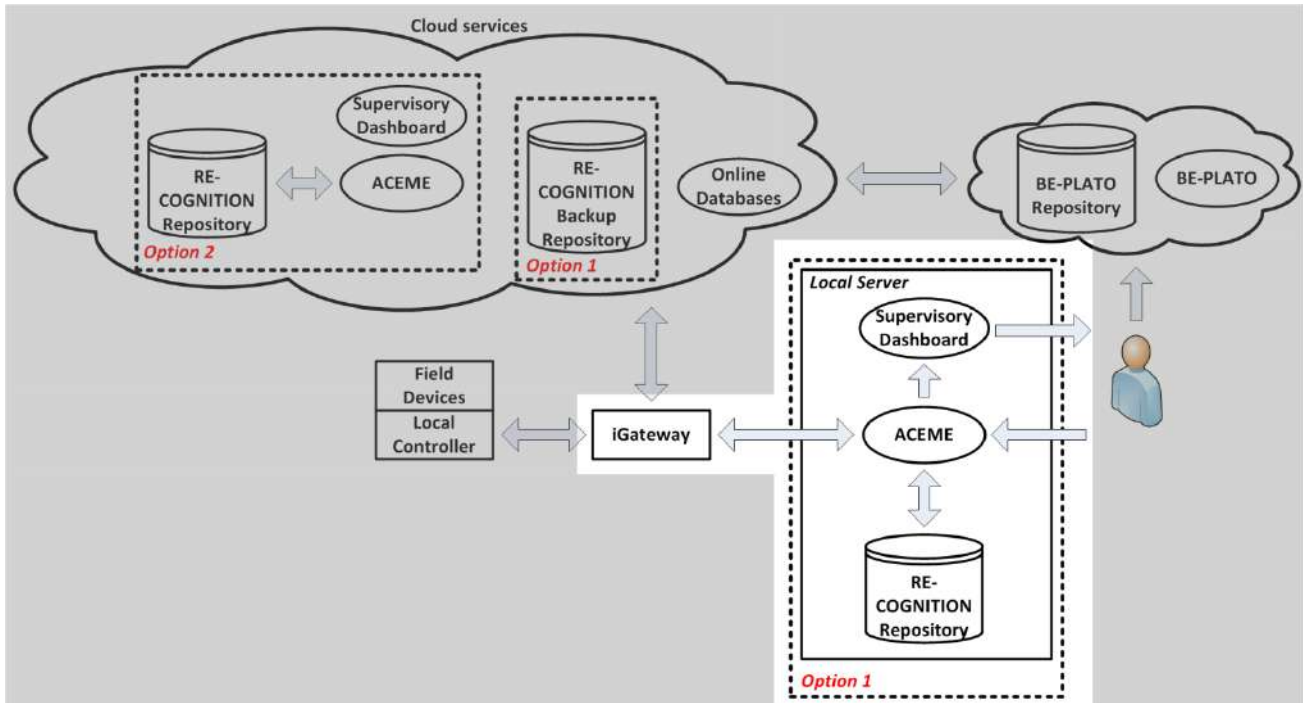 Cloud services
Supervisory
Dashboard
RE-
COGNITION
Repository
ACEME
Option 2
RE-
COGNITION
Backup
Repository
Option 1
Online
Databases
BE-PLATO
Repository
BE-PLATO
Local Server
Supervisory
Dashboard
Field
Devices
Local
Controller
iGateway
ACEME
RE-
COGNITION
Repository
Option 1